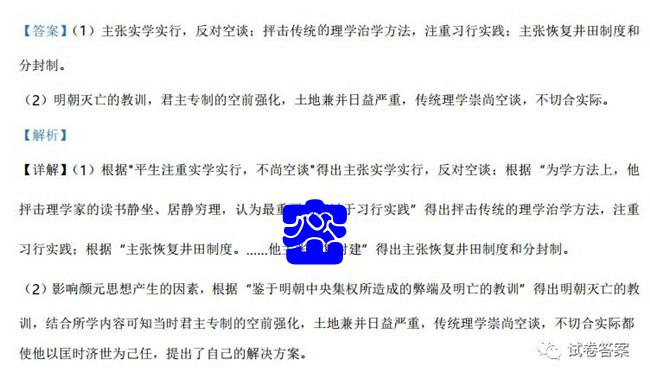 【答案】（1）主张实学实行，反对空谈；抨击传统的理学治学方法，注重习行实践；主张恢复井田制度和
分封制。
（2）明朝灭亡的教训，君主专制的空前强化，土地兼并日益严重，传统理学崇尚空谈，不切合实际。
【解析】
【详解】（1）根据"平生注重实学实行，不尚空谈"得出主张实学实行，反对空谈；根据“为学方法上，他
抨击理学家的读书静坐、居静穷理，认为最重 于习行实践”得出抨击传统的理学治学方法，注重
习行实践；根据“主张恢复井田制度。......他 封建”得出主张恢复井田制度和分封制。
（2）影响颜元思想产生的因素，根据“鉴于明朝中央集权所造成的弊端及明亡的教训”得出明朝灭亡的教
训，结合所学内容可知当时君主专制的空前强化，土地兼并日益严重，传统理学崇尚空谈，不切合实际都
使他以匡时济世为己任，提出了自己的解决方案。
试卷答案